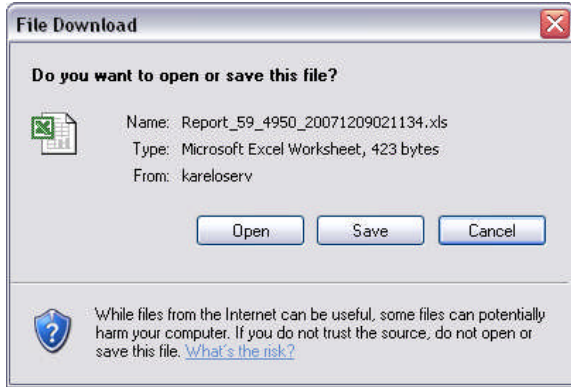 File Download
Do you want to open or save this file?
Name: Report_59_4950_20071209021134.xls
Type: Microsoft Excel Worksheet, 423 bytes
From: kareloserv
Open Save Cancel
While files from the Internet can be useful, some files can potentially
harm your computer. If you do not trust the source, do not open or
save this file. What's the risk?